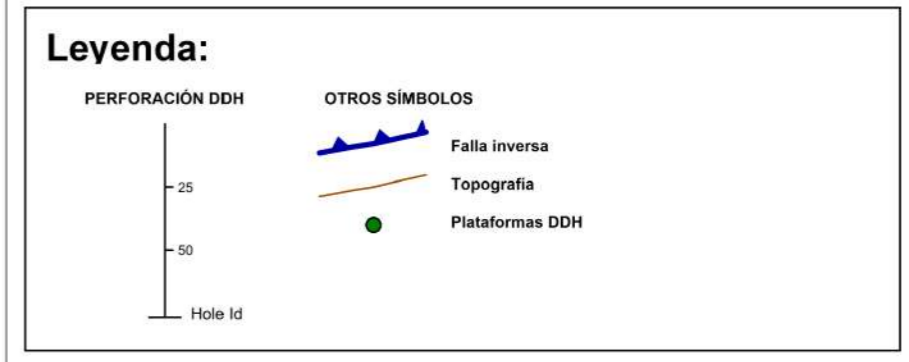 Leyenda:
PERFORACIÓN DDH
25
50
Hole Id
OTROS SÍMBOLOS
Falla inversa
Topografía
Plataformas DDH